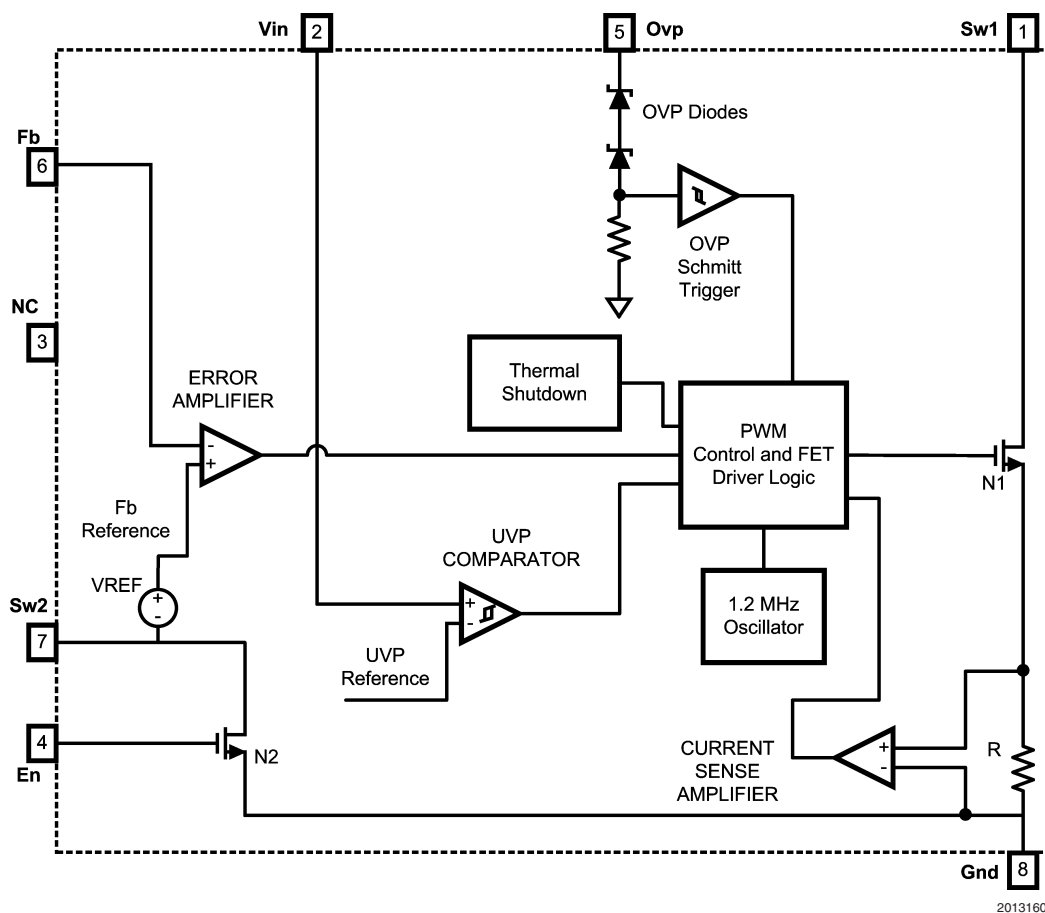 Vin
2
5
Ovp
Sw1
1
OVP Diodes
Fb
6
OVP
Schmitt
Trigger
NC
3
Thermal
Shutdown
ERROR
AMPLIFIER
-
+
PWM
Control and FET
Driver Logic
N1
Fb
Reference
UVP
COMPARATOR
VREF
+
-
+
-
1.2 MHz
Oscillator
Sw2
7
UVP
Reference
4
En
N2
CURRENT
SENSE
AMPLIFIER
+
-
R
Gnd
8
2013160